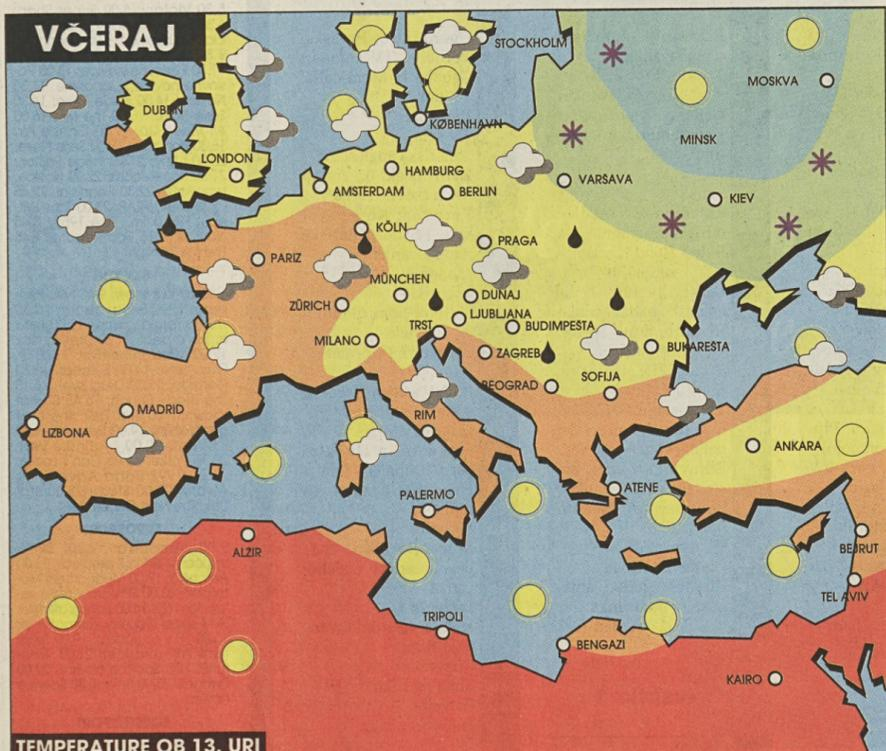 VČERAJ
STOCKHOLM
MOSKVA
DUBLIN
KØBENHAVN
MINSK
LONDON
HAMBURG
AMSTERDAM
BERLIN
VARŠAVA
KIEV
KÖLN
PRAGA
PARIZ
MÜNCHEN
ZÜRICH
DUNAJ
LJUBLJANA
TRST
BUDIMPEŠTA
MILANO
ZAGREB
BUKAREŠTA
BEOGRAD
SOFIJA
MADRID
RIM
LIZBONA
ANKARA
PALERMO
ATENE
ALŽIR
BEJRUT
TEL AVIV
TRIPOLI
BENGAZI
KAIRO
TEMPERATURE OB 13. URI